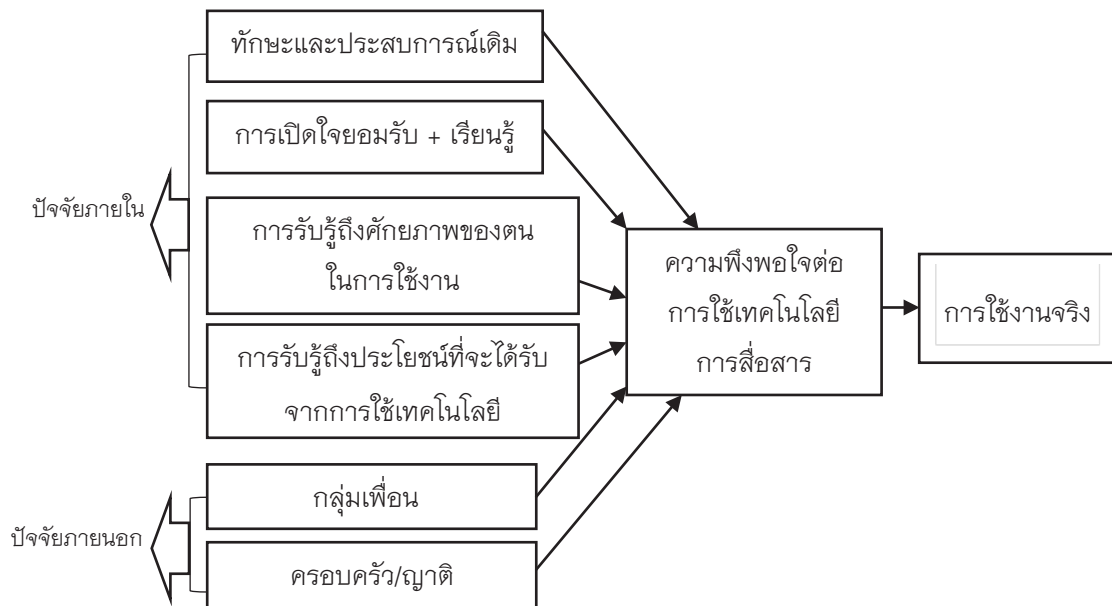 ทักษะและประสบการณ์เดิม
การเปิดใจยอมรับ + เรียนรู้
ปัจจัยภายใน
การรับรู้ถึงศักยภาพของตน
ในการใช้งาน
การรับรู้ถึงประโยชน์ที่จะได้รับ
จากการใช้เทคโนโลยี
ความพึงพอใจต่อ
การใช้เทคโนโลยี
การสื่อสาร
การใช้งานจริง
กลุ่มเพื่อน
ปัจจัยภายนอก
ครอบครัว/ญาติ